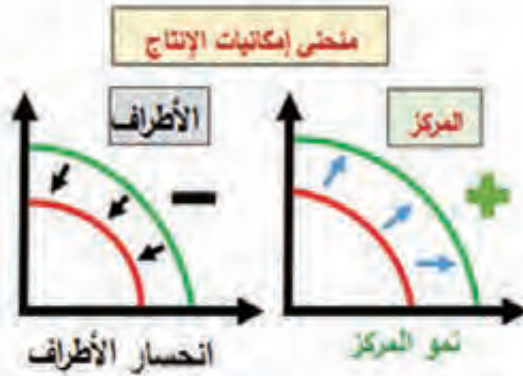 منحنى إمكانيات الإنتاج
المركز
الأطراف
نمو المركز
انحسار الأطراف